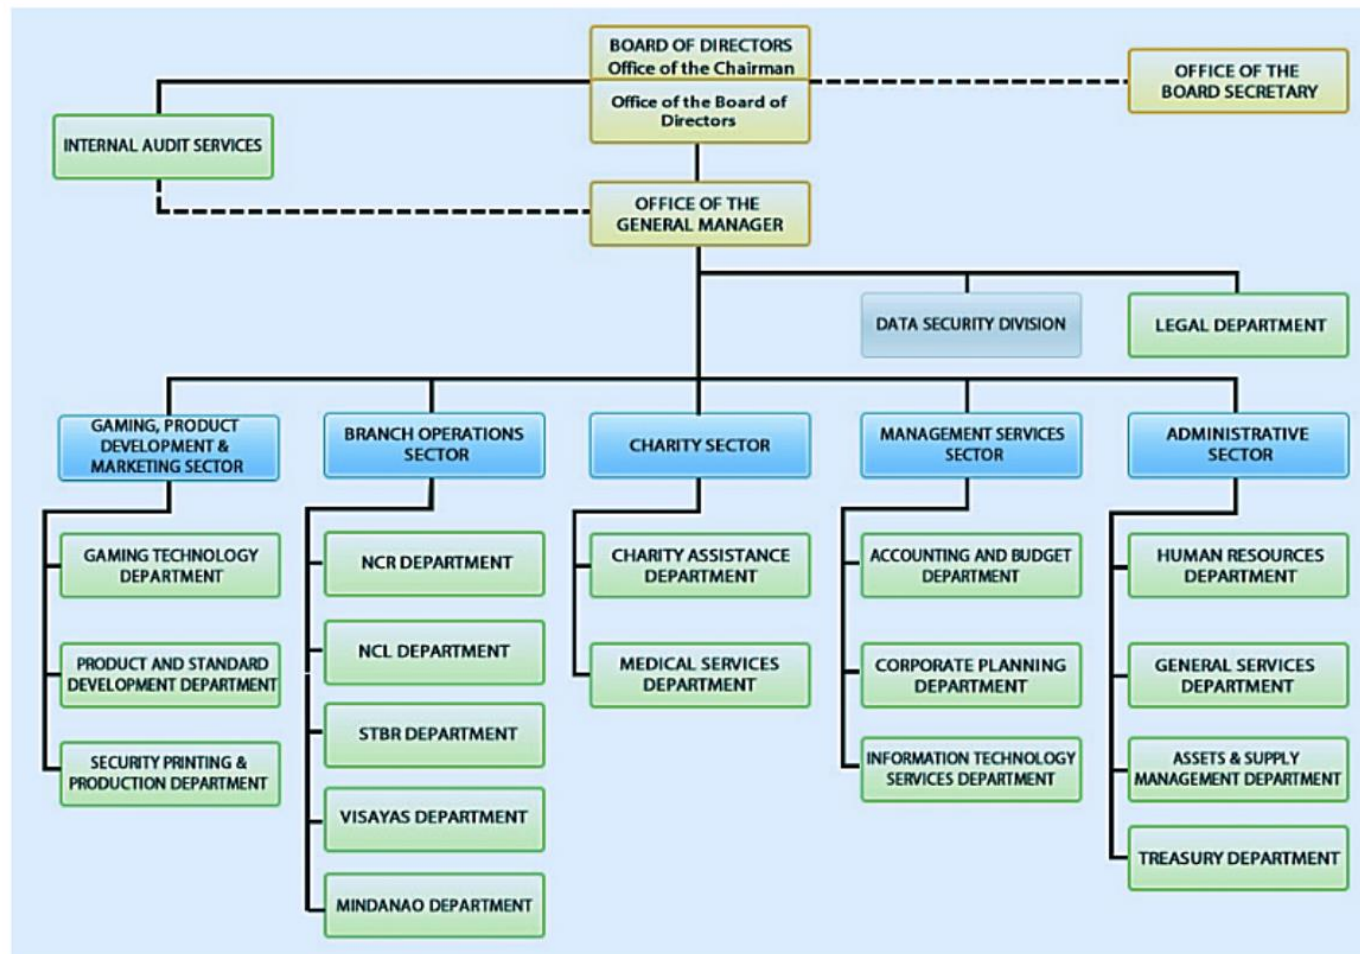 BOARD OF DIRECTORS
Office of the Chairman
Office of the Board of
Directors
OFFICE OF THE
BOARD SECRETARY
INTERNAL AUDIT SERVICES
OFFICE OF THE
GENERAL MANAGER
DATA SECURITY DIVISION
LEGAL DEPARTMENT
GAMING, PRODUCT
DEVELOPMENT &
MARKETING SECTOR
BRANCH OPERATIONS
SECTOR
CHARITY SECTOR
MANAGEMENT SERVICES
SECTOR
ADMINISTRATIVE
SECTOR
GAMING TECHNOLOGY
DEPARTMENT
PRODUCT AND STANDARD
DEVELOPMENT DEPARTMENT
SECURITY PRINTING &
PRODUCTION DEPARTMENT
NCR DEPARTMENT
NCL DEPARTMENT
STBR DEPARTMENT
VISAYAS DEPARTMENT
MINDANAO DEPARTMENT
CHARITY ASSISTANCE
DEPARTMENT
MEDICAL SERVICES
DEPARTMENT
ACCOUNTING AND BUDGET
DEPARTMENT
CORPORATE PLANNING
DEPARTMENT
INFORMATION TECHNOLOGY
SERVICES DEPARTMENT
HUMAN RESOURCES
DEPARTMENT
GENERAL SERVICES
DEPARTMENT
ASSETS & SUPPLY
MANAGEMENT DEPARTMENT
TREASURY DEPARTMENT